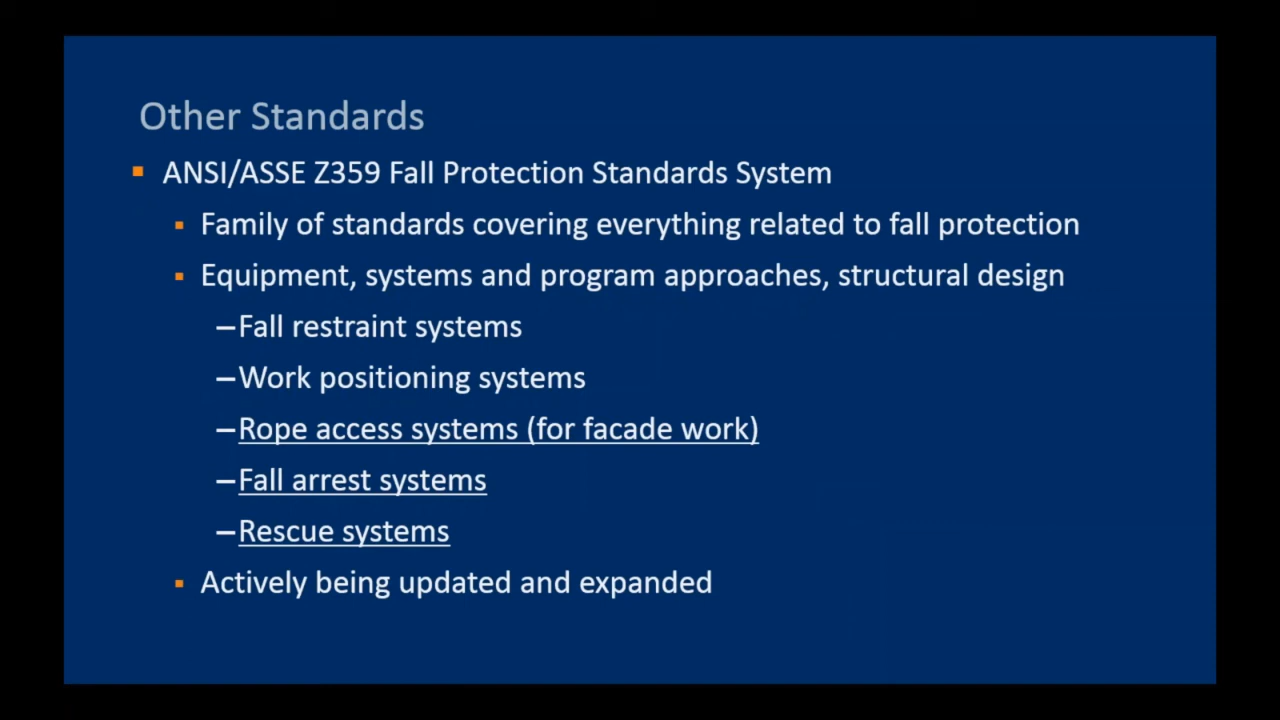 Other Standards
ANSI/ASSE Z359 Fall Protection Standards System
Family of standards covering everything related to fall protection
Equipment, systems and program approaches, structural design
–Fall restraint systems
–Work positioning systems
–Rope access systems (for facade work)
–Fall arrest systems
–Rescue systems
Actively being updated and expanded